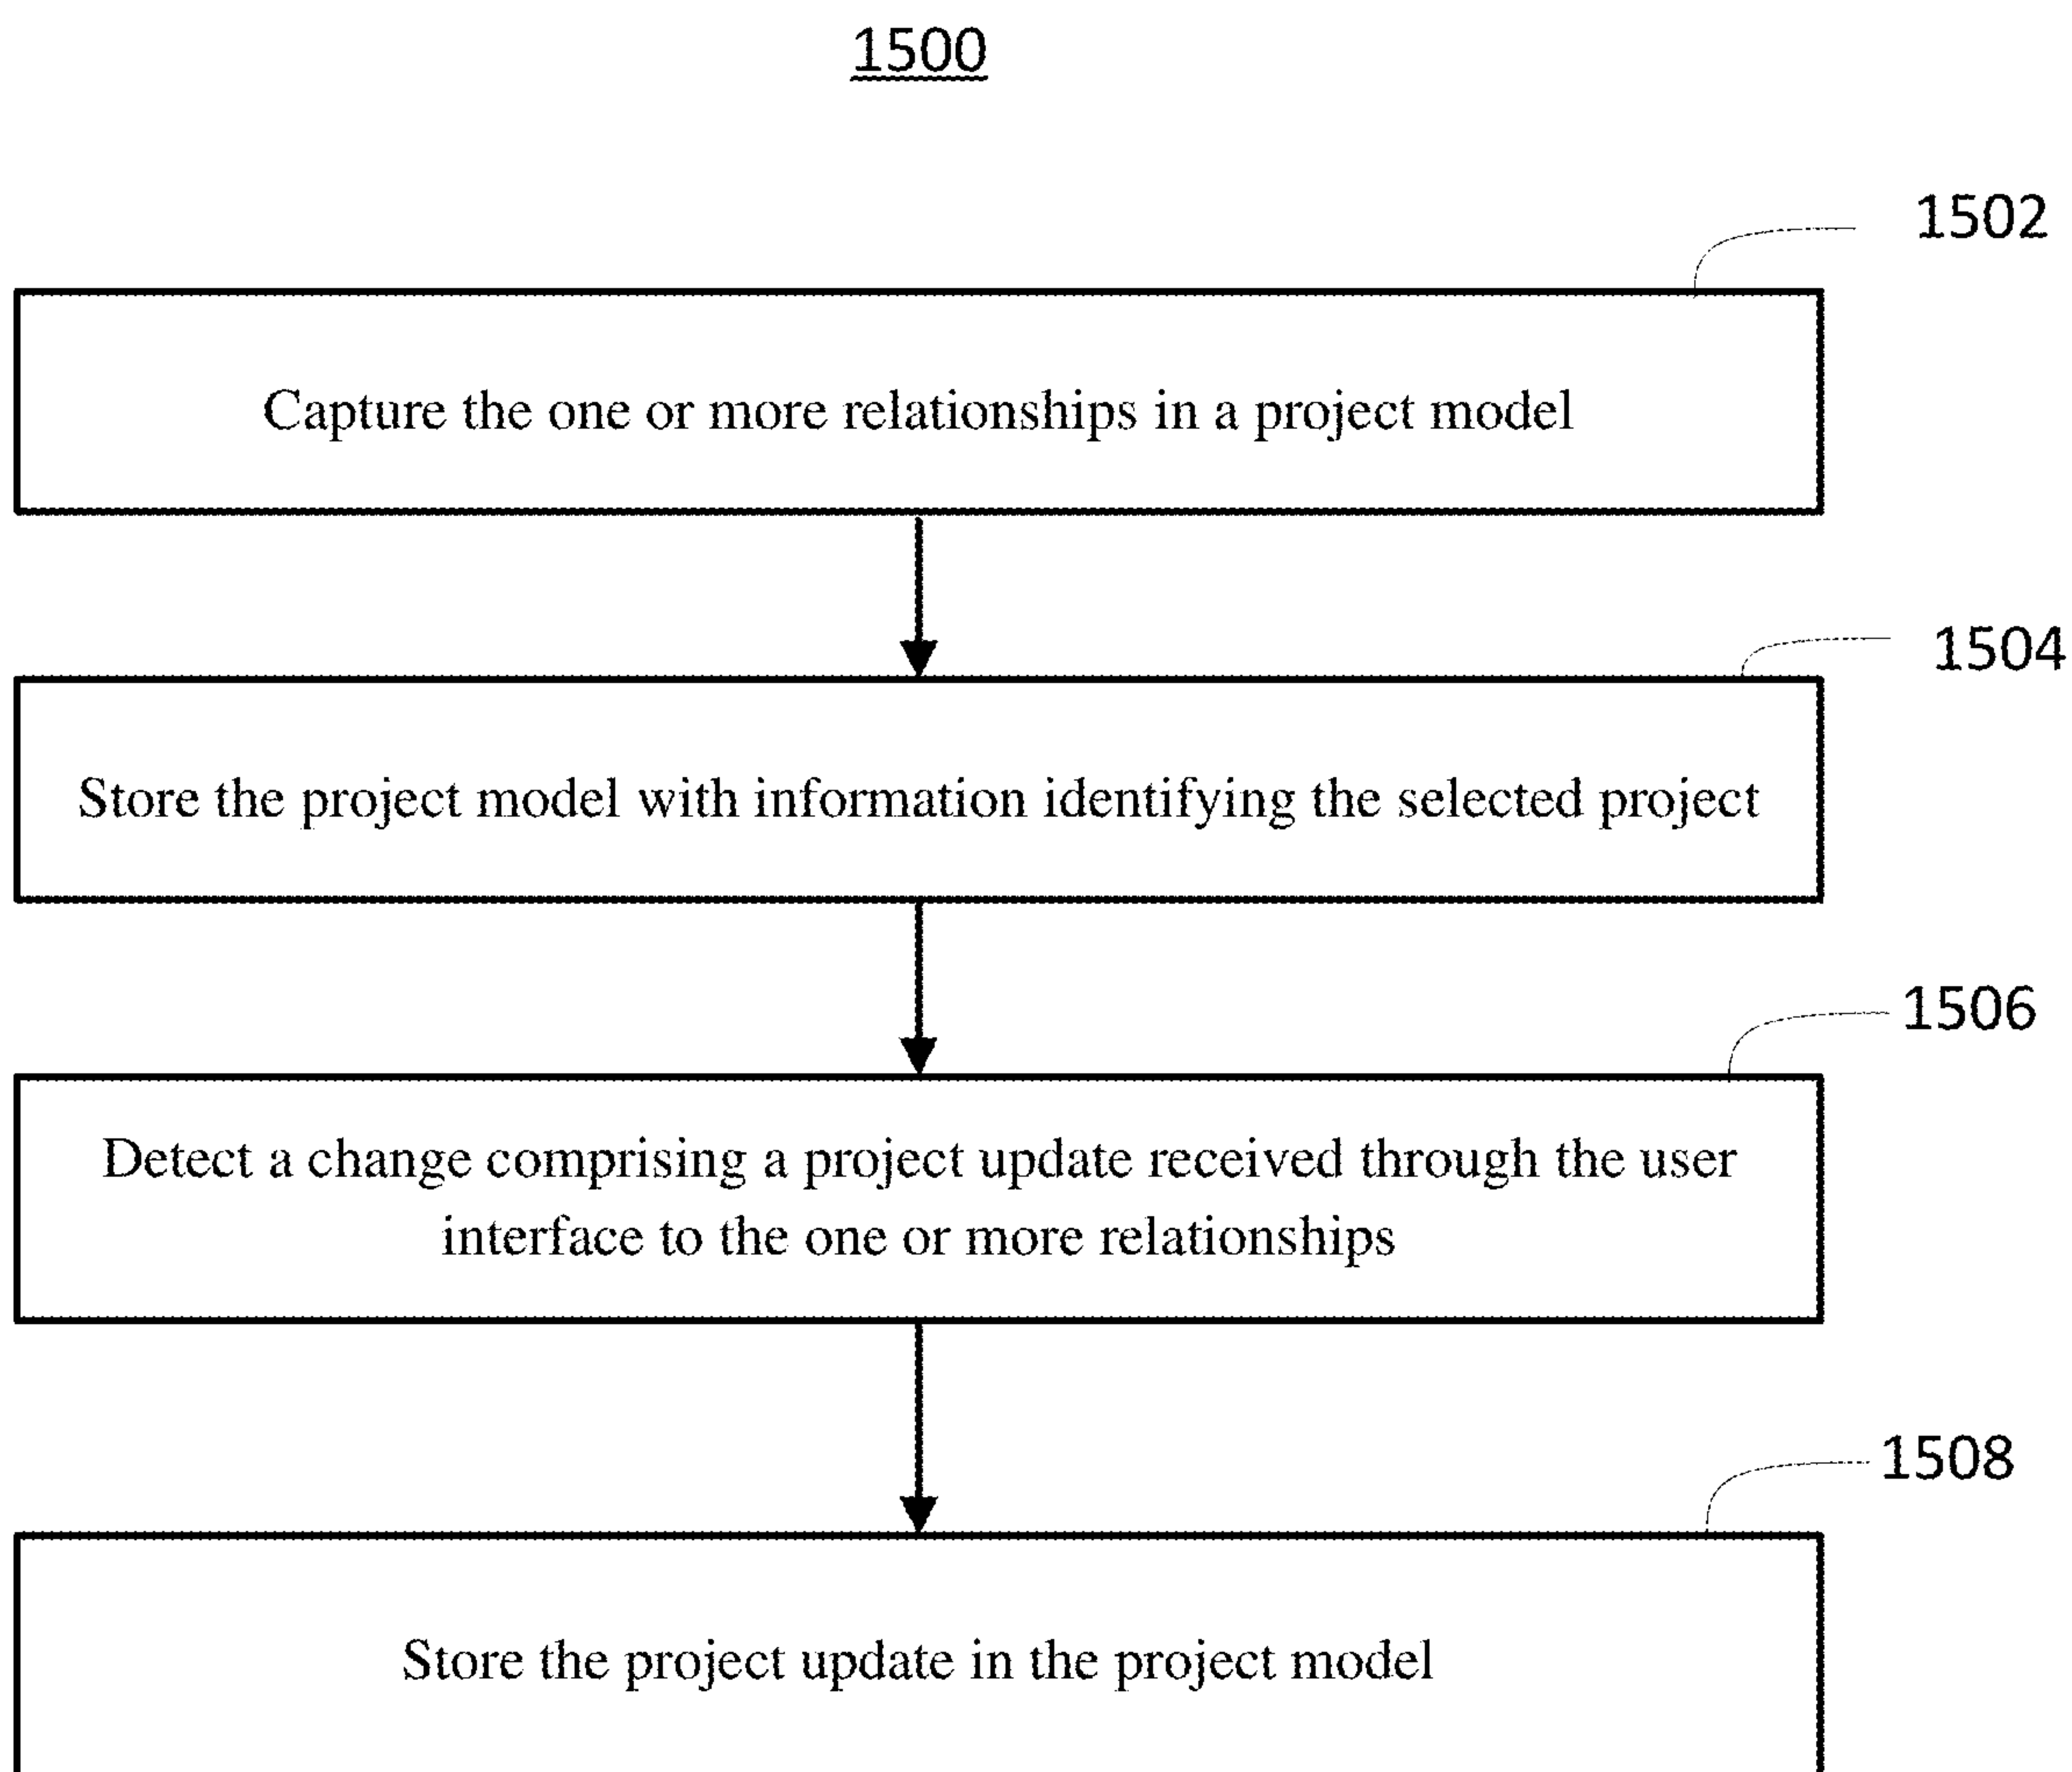 1500
1502
Capture the one or more relationships in a project model
1504
Store the project model with information identifying the selected project
1506
Detect a change comprising a project update received through the user
interface to the one or more relationships
1508
Store the project update in the project model